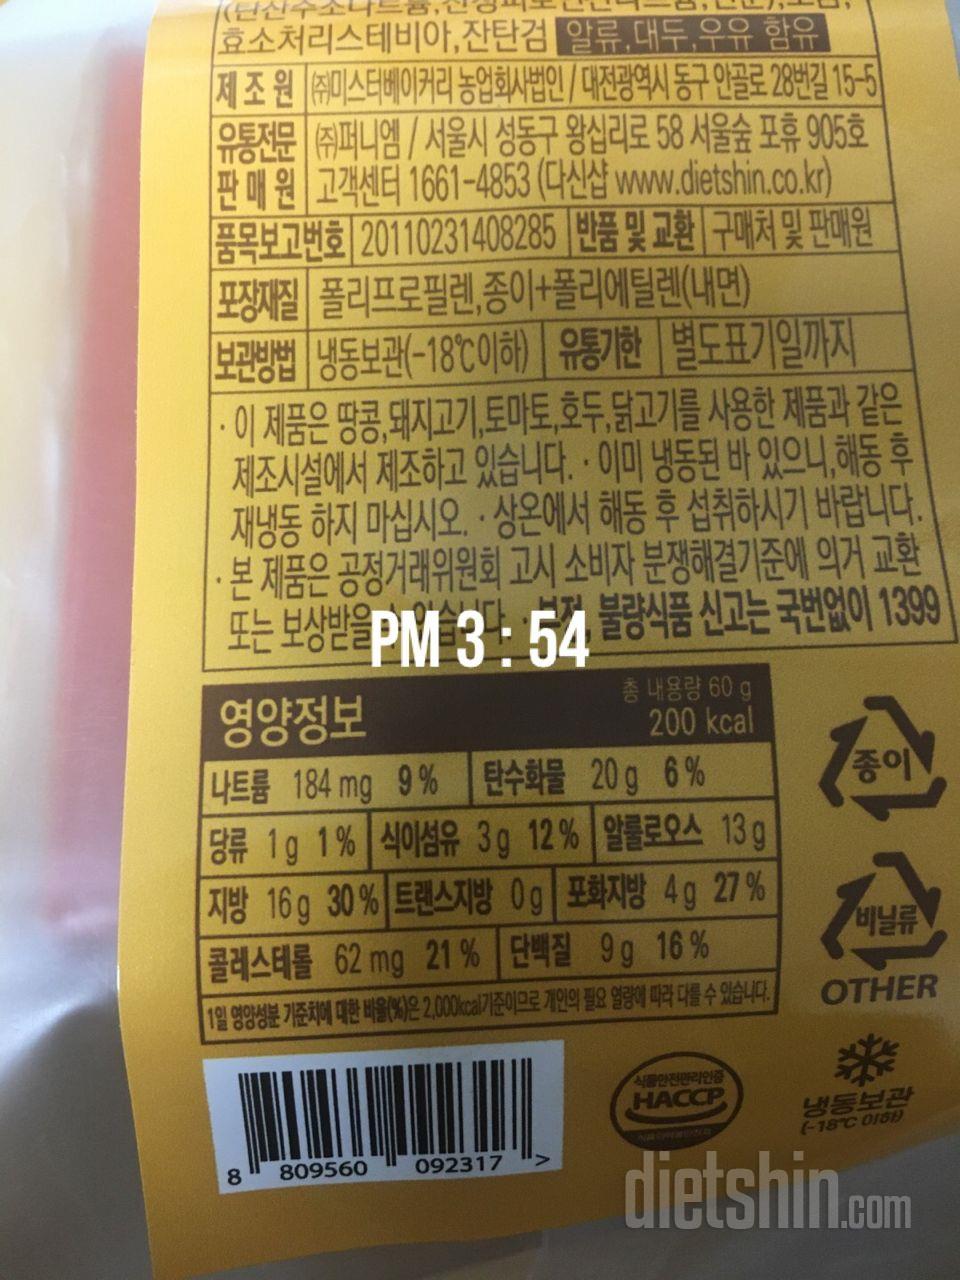 효소처리스테비아,잔탄검 알류,대두,우유 함유
제조원 ㈜미스터베이커리 농업회사법인 / 대전광역시 동구 안골로 28번길 15-5
유통전문판매원 ㈜퍼니엠 / 서울시 성동구 왕십리로 58 서울숲 포휴 905호
고객센터 1661-4853 (다신샵 www.dietshin.co.kr)
품목보고번호 20110231408285 반품 및 교환 구매처 및 판매원
포장재질 폴리프로필렌,종이+폴리에틸렌(내면)
보관방법 냉동보관(-18℃이하) 유통기한 별도표기일까지
· 이 제품은 땅콩,돼지고기,토마토,호두,닭고기를 사용한 제품과 같은
제조시설에서 제조하고 있습니다. · 이미 냉동된 바 있으니,해동 후
재냉동 하지 마십시오. · 상온에서 해동 후 섭취하시기 바랍니다.
· 본 제품은 공정거래위원회 고시 소비자 분쟁해결기준에 의거 교환
또는 보상받을 불량식품 신고는 국번없이 1399
PM 3 : 54
영양정보 총 내용량 60 g
200 kcal
나트륨 184 mg 9 % 탄수화물 20 g 6 %
당류 1 g 1 % 식이섬유 3 g 12 % 알룰로오스 13 g
지방 16 g 30 % 트랜스지방 0 g 포화지방 4 g 27 %
콜레스테롤 62 mg 21 % 단백질 9 g 16 %
1일 영양성분 기준치에 대한 비율(%)은 2,000kcal기준이므로 개인의 필요 열량에 따라 다를 수 있습니다.
종이
비닐류
OTHER
8 809560 092317 >
식품안전관리인증
HACCP
냉동보관
(-18℃ 이하)
dietshin.com